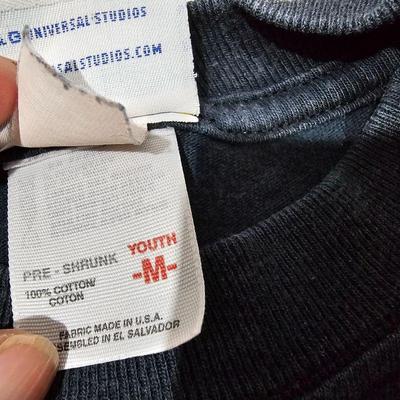 & © UNIVERSAL STUDIOS
SALSTUDIOS.COM
PRE - SHRUNK
YOUTH
-M-
100% COTTON/
COTON
FABRIC MADE IN U.S.A.
SEMBLED IN EL SALVADOR